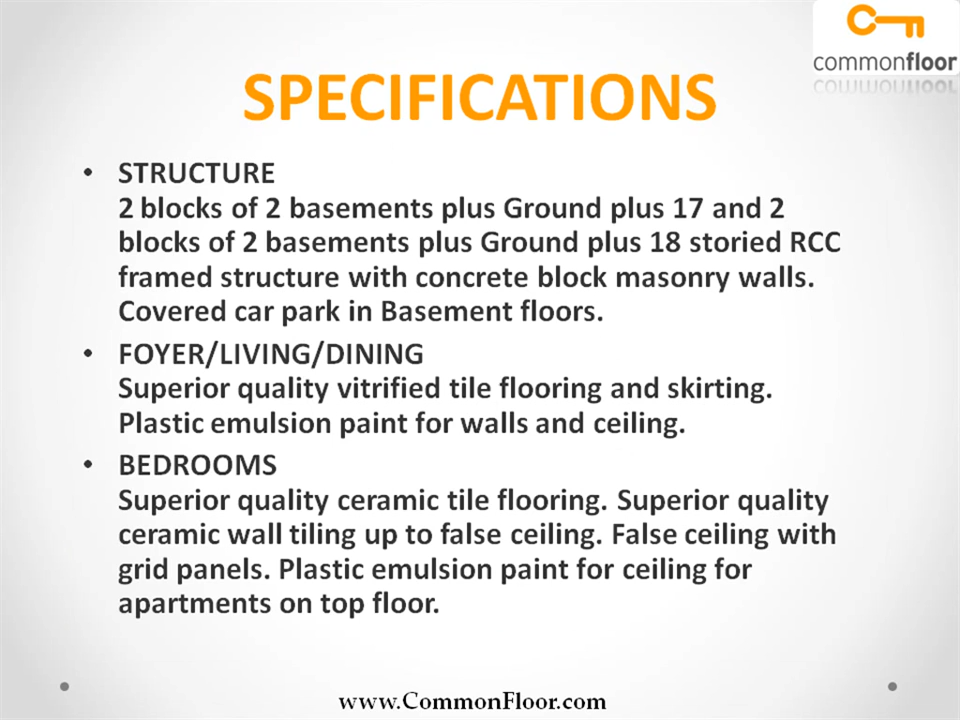 commonfloor
SPECIFICATIONS
• STRUCTURE
2 blocks of 2 basements plus Ground plus 17 and 2
blocks of 2 basements plus Ground plus 18 storied RCC
framed structure with concrete block masonry walls.
Covered car park in Basement floors.
• FOYER/LIVING/DINING
Superior quality vitrified tile flooring and skirting.
Plastic emulsion paint for walls and ceiling.
• BEDROOMS
Superior quality ceramic tile flooring. Superior quality
ceramic wall tiling up to false ceiling. False ceiling with
grid panels. Plastic emulsion paint for ceiling for
apartments on top floor.
www.CommonFloor.com